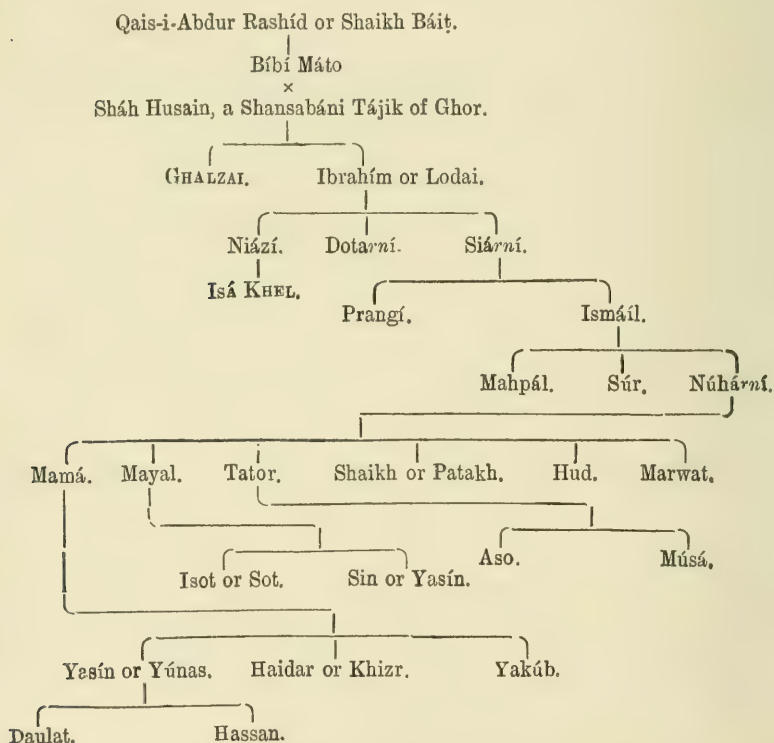 Qais-i-Abdur Rashíd or Shaikh Báiṭ.
Bíbí Máto
×
Sháh Husain, a Shansabáni Tájik of Ghor.
GHALZAI. Ibrahím or Lodai.
Niází. Dotarní. Siární.
ISÁ KHEL. Prangí. Ismáíl.
Mahpál. Súr. Núhární.
Mamá. Mayal. Tator. Shaikh or Patakh. Hud. Marwat.
Isot or Sot. Sin or Yasín. Aso. Músá.
Yasín or Yúnas. Haidar or Khizr. Yakúb.
Daulat. Hassan.